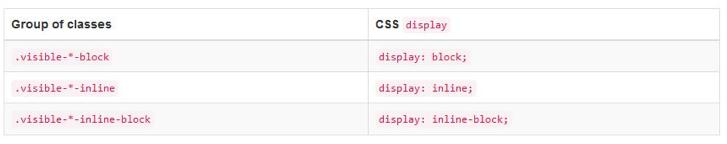 Group of classes CSS display
.visible-*-block display: block;
.visible-*-inline display: inline;
.visible-*-inline-block display: inline-block;